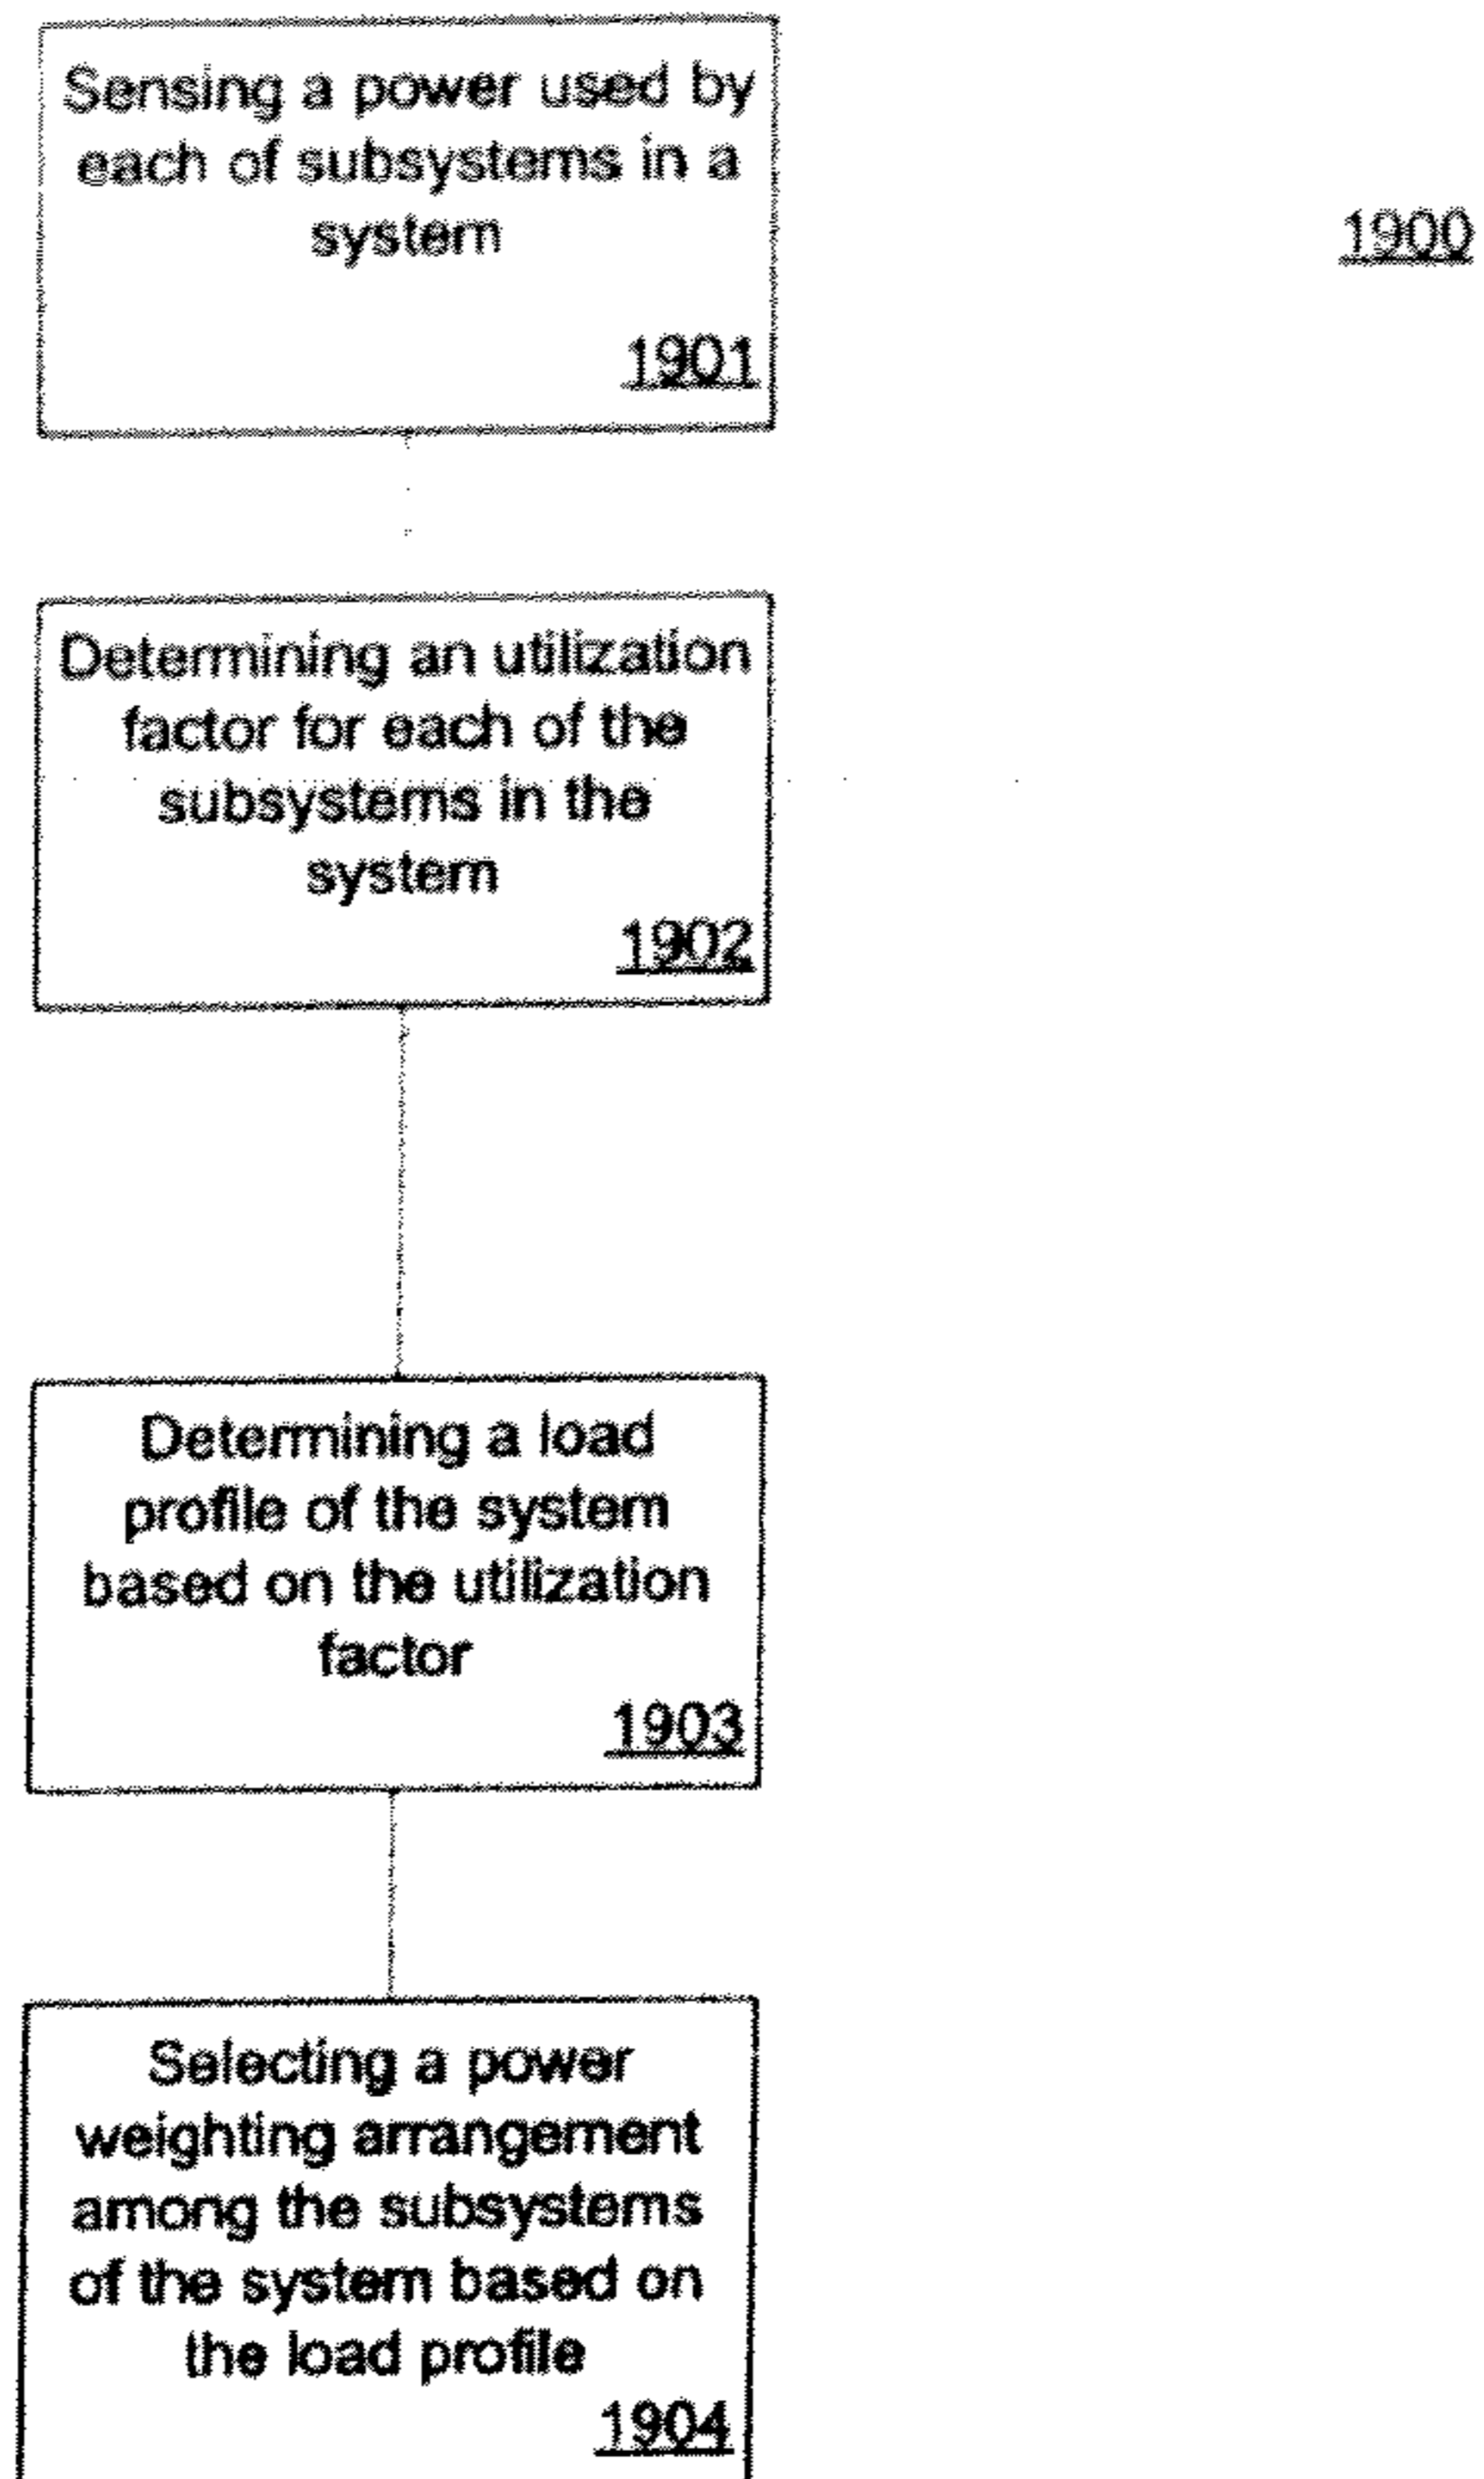 Sensing a power used by
each of subsystems in a
system
1901
1900
Determining an utilization
factor for each of the
subsystems in the
system
1902
Determining a load
profile of the system
based on the utilization
factor
1903
Selecting a power
weighting arrangement
among the subsystems
of the system based on
the load profile
1904